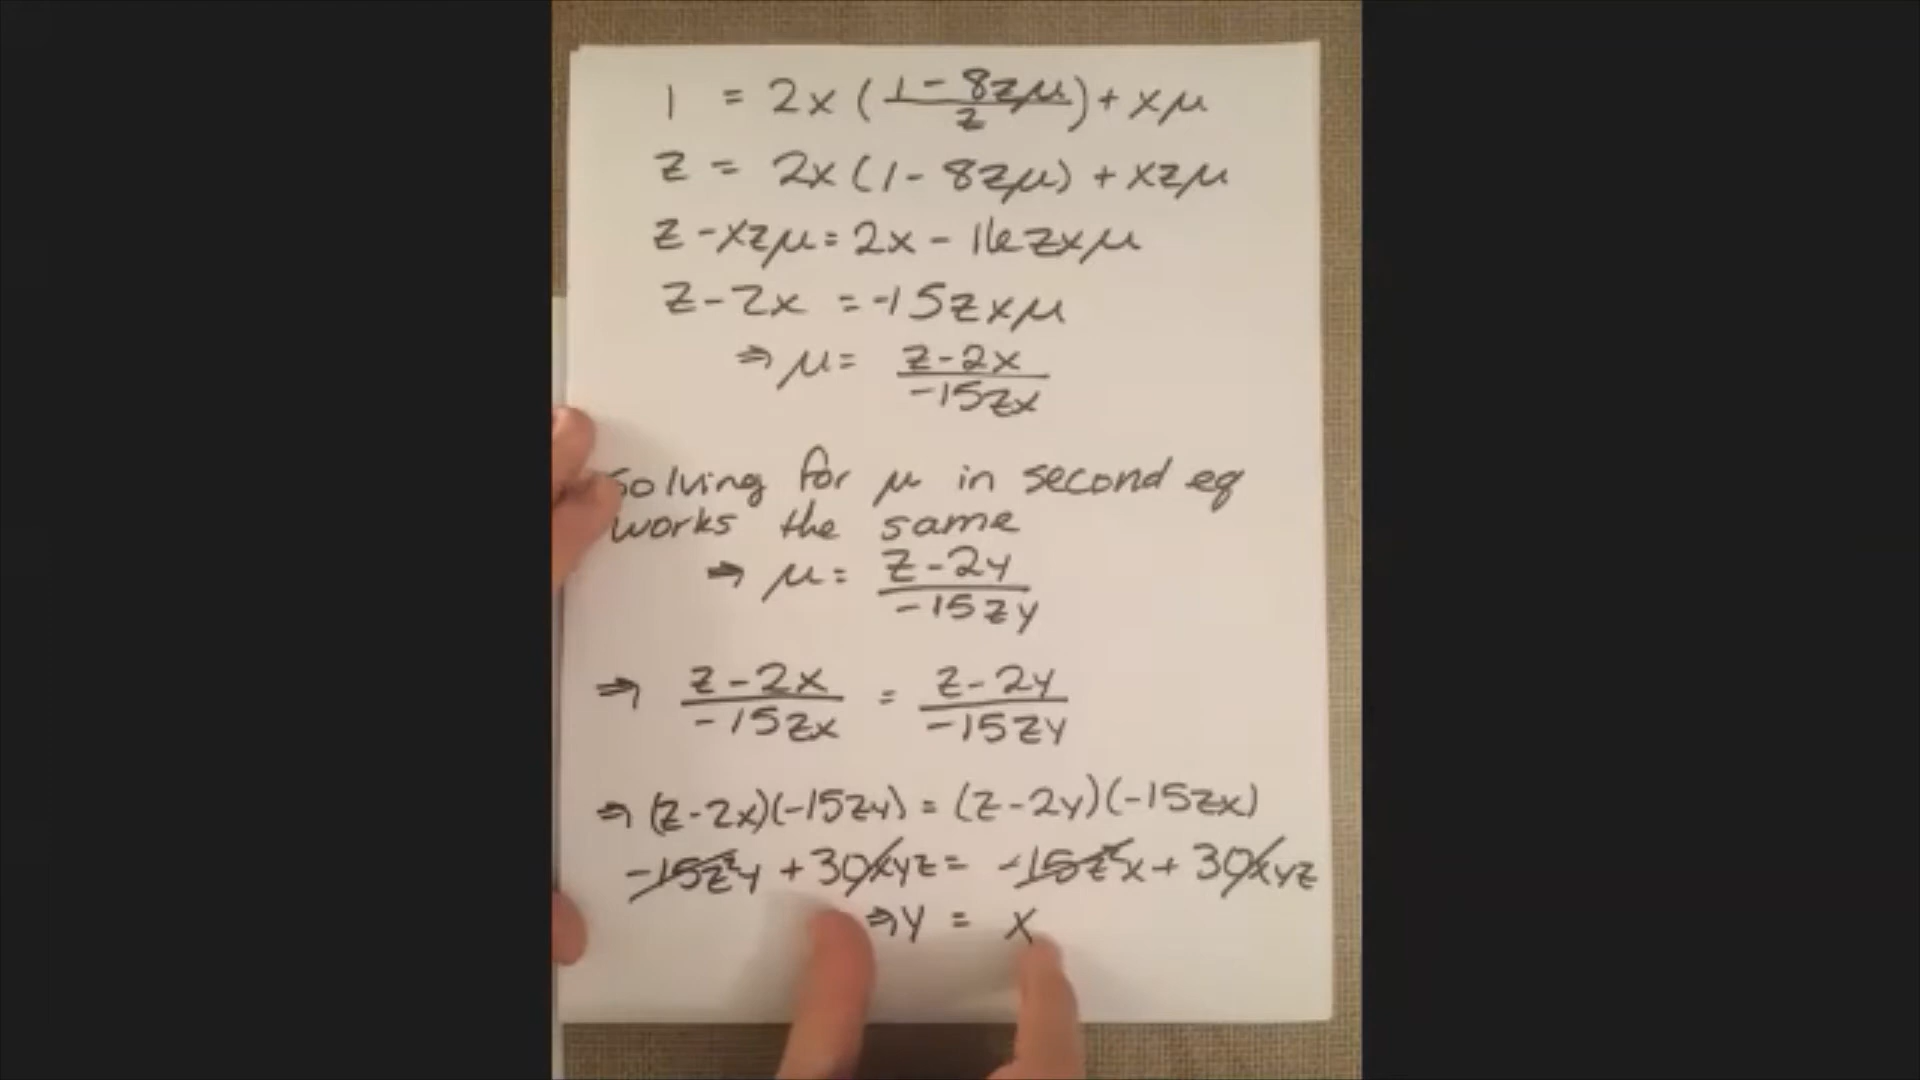 1 = 2x ( (1 - 8zμ)/z ) + xμ
z = 2x (1 - 8zμ) + xzμ
z - xzμ = 2x - 16zxμ
z - 2x = -15zxμ
⇒ μ = (z - 2x)/(-15zx)
Solving for μ in second eq
works the same
⇒ μ = (z - 2y)/(-15zy)
⇒ (z - 2x)/(-15zx) = (z - 2y)/(-15zy)
⇒ (z - 2x)(-15zy) = (z - 2y)(-15zx)
-15z²y + 30xyz = -15z²x + 30xyz
⇒ y = x